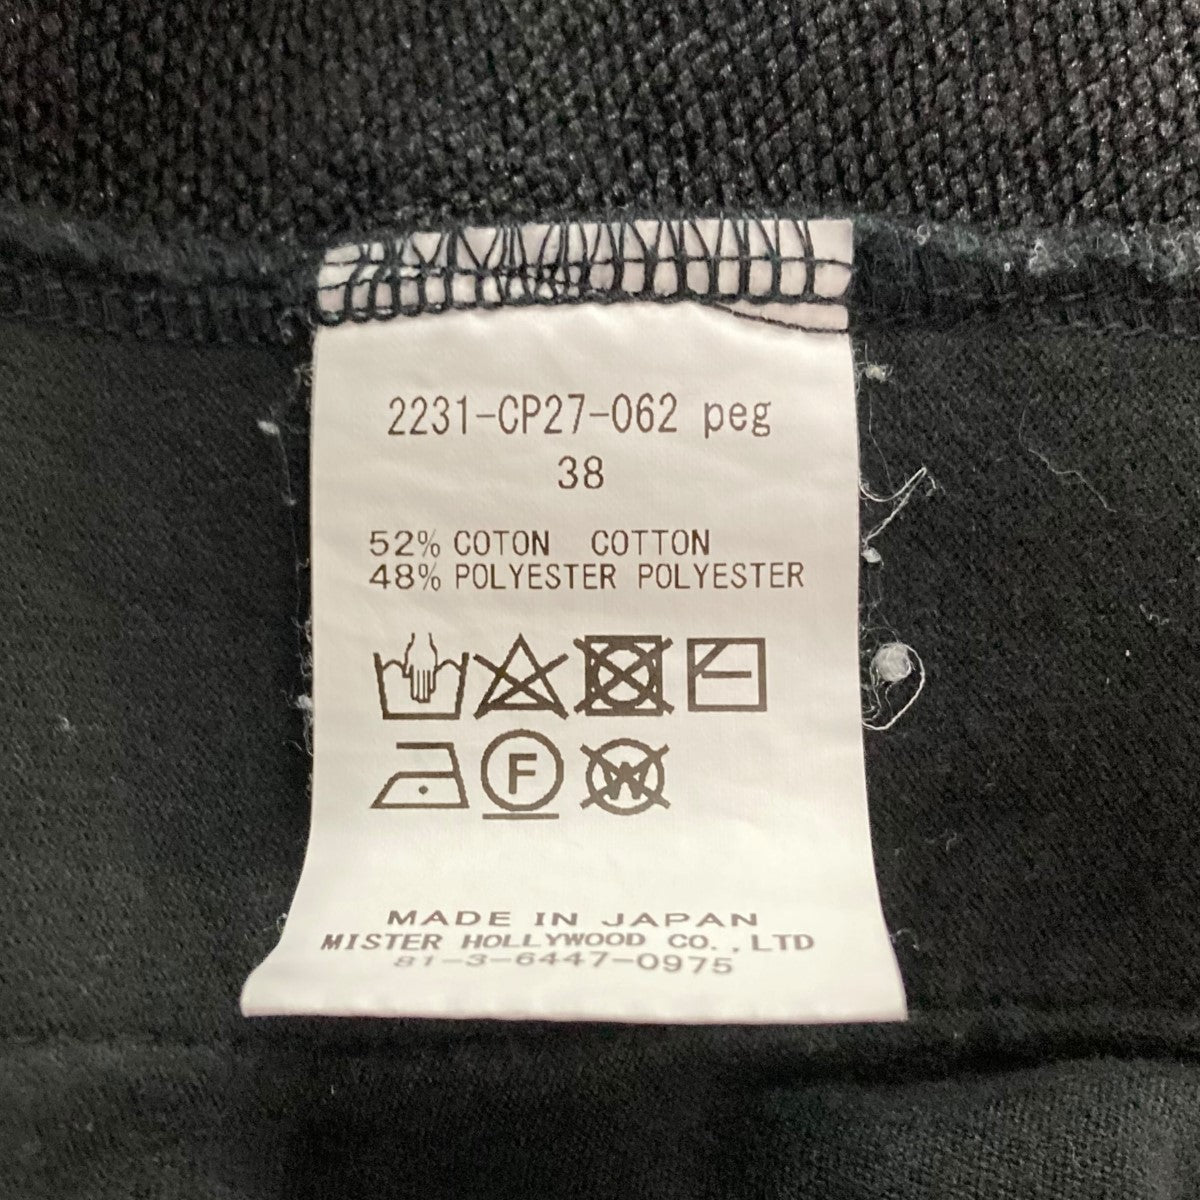 2231-CP27-062 peg
38
52% COTON COTTON
48% POLYESTER POLYESTER
F
W
MADE IN JAPAN
MISTER HOLLYWOOD CO.,LTD
81-3-6447-0975